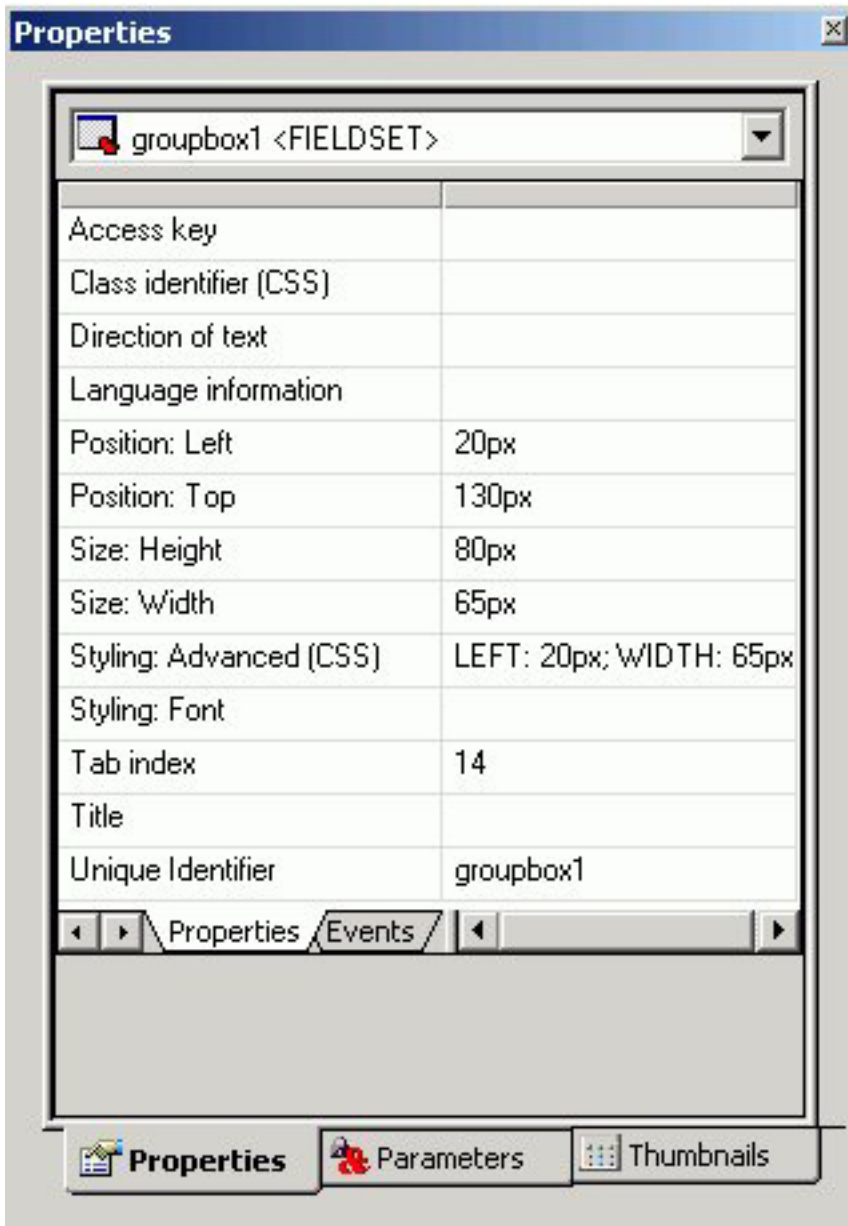 Properties
groupbox1 <FIELDSET>
Access key
Class identifier (CSS)
Direction of text
Language information
Position: Left 20px
Position: Top 130px
Size: Height 80px
Size: Width 65px
Styling: Advanced (CSS) LEFT: 20px; WIDTH: 65px
Styling: Font
Tab index 14
Title
Unique Identifier groupbox1
Properties Events
Properties Parameters Thumbnails